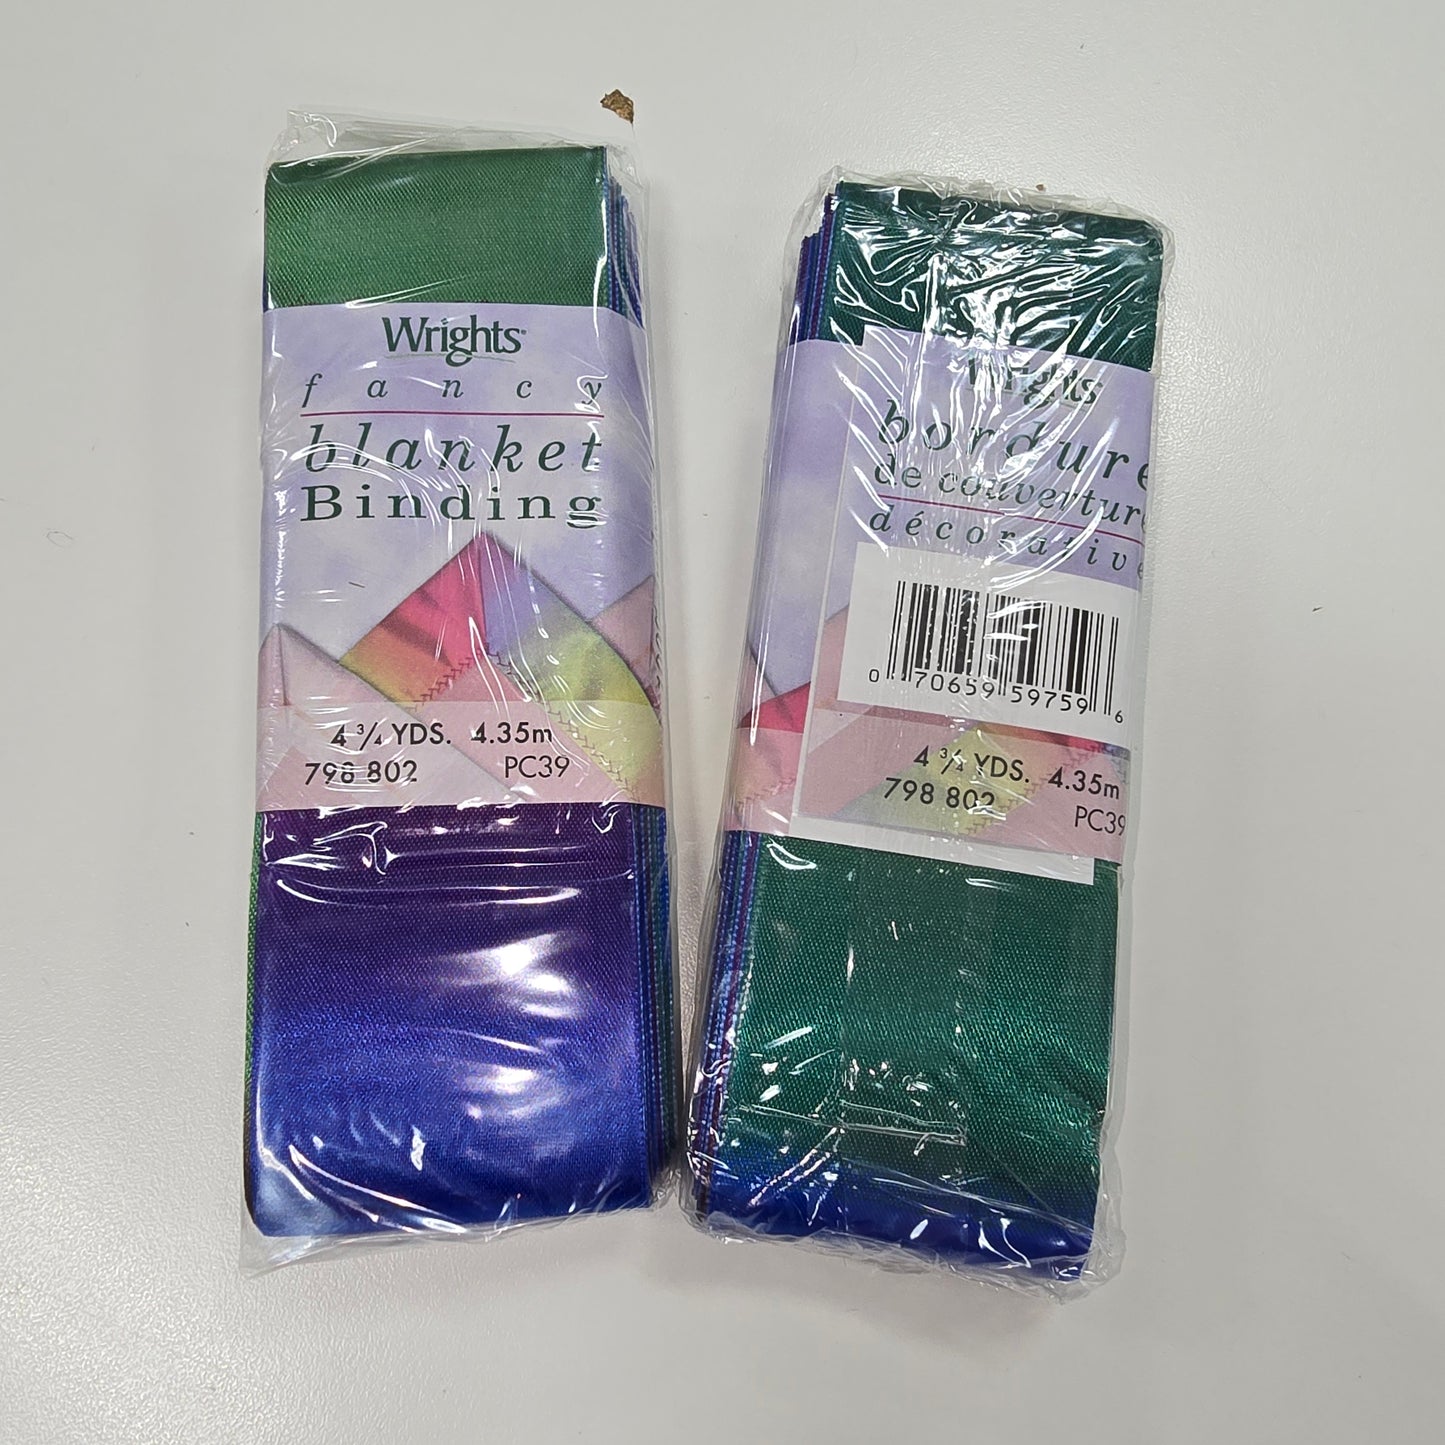 Wrights®
fancy
blanket
Binding
4 3/4 YDS. 4.35m
798 802 PC39
Wrights
bordure
de couverture
décorative
0 70659 59759 6
4 3/4 YDS. 4.35m
798 802
PC39